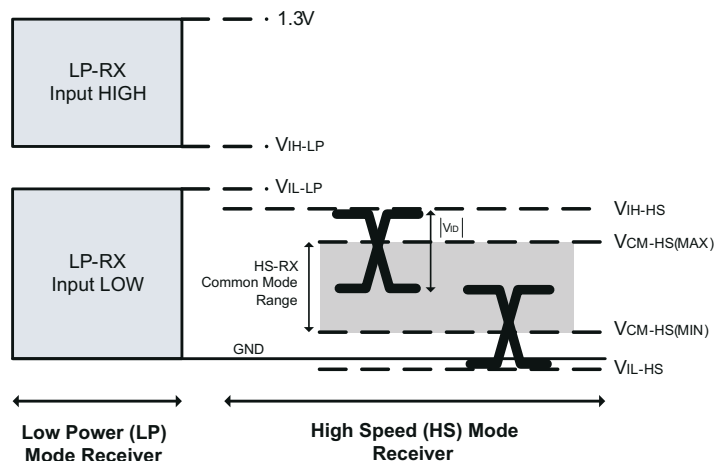 1.3V
LP-RX
Input HIGH
VIH-LP
VIL-LP
VIH-HS
|VID|
VCM-HS(MAX)
LP-RX
Input LOW
HS-RX
Common Mode
Range
VCM-HS(MIN)
GND
VIL-HS
Low Power (LP)
Mode Receiver
High Speed (HS) Mode
Receiver